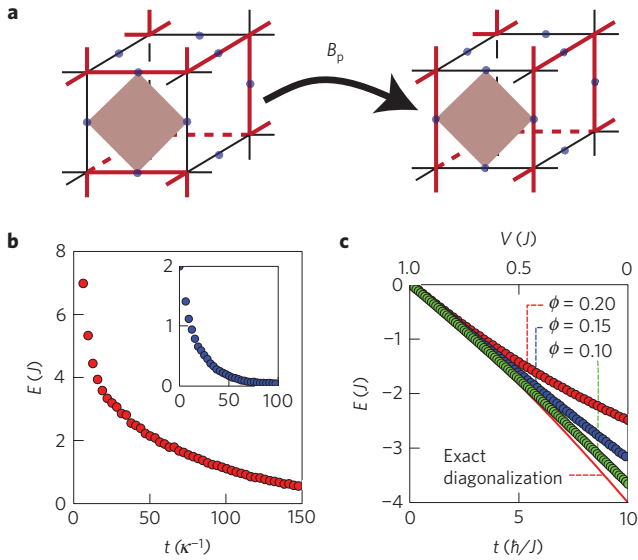 a
B_p
b
8
6
4
2
0
E (J)
0
50
100
150
t (κ⁻¹)
2
1
0
0
50
100
c
V (J)
1.0
0.5
0
0
−1
−2
−3
−4
E (J)
ϕ = 0.20
ϕ = 0.15
ϕ = 0.10
Exact
diagonalization
0
5
10
t (ħ/J)